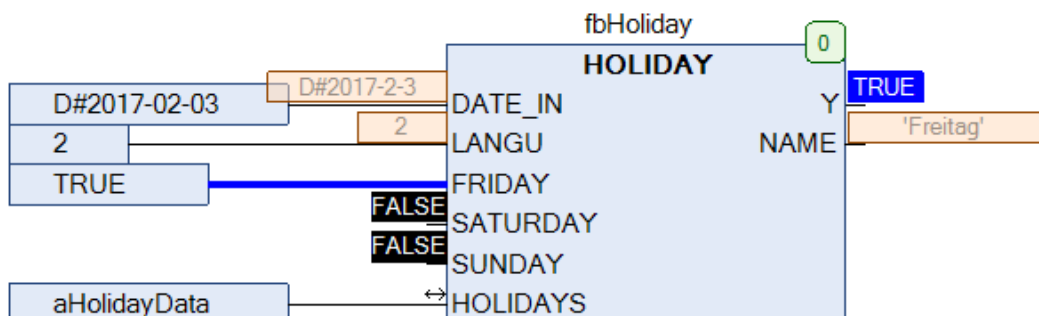 fbHoliday
0
HOLIDAY
D#2017-02-03
D#2017-2-3
DATE_IN
Y
TRUE
2
2
LANGU
NAME
'Freitag'
TRUE
FRIDAY
FALSE
SATURDAY
FALSE
SUNDAY
aHolidayData
HOLIDAYS